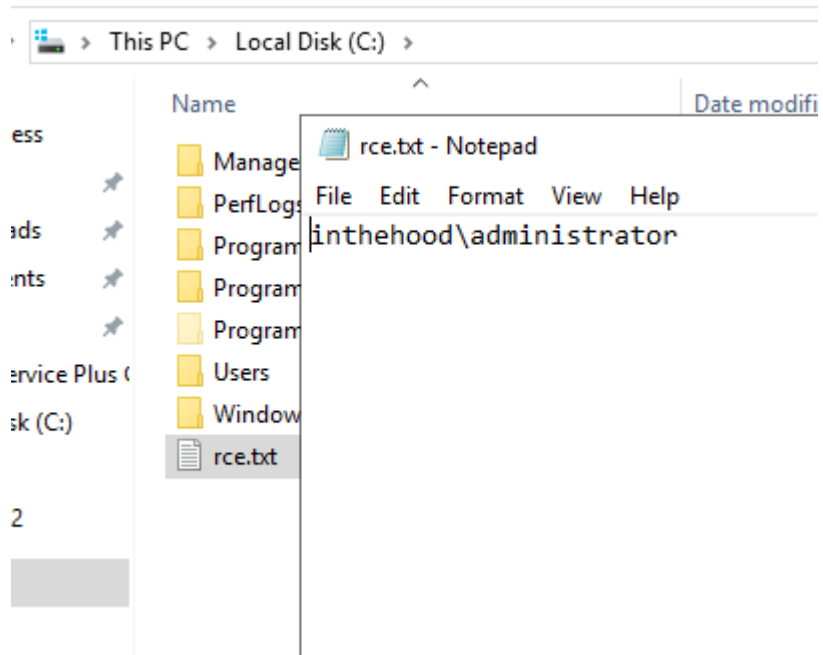 This PC > Local Disk (C:) >
Name
Date modifi
ess
ads
ents
ervice Plus
sk (C:)
2
Manage
PerfLogs
Program
Program
Program
Users
Window
rce.txt
rce.txt - Notepad
File Edit Format View Help
inthehood\administrator